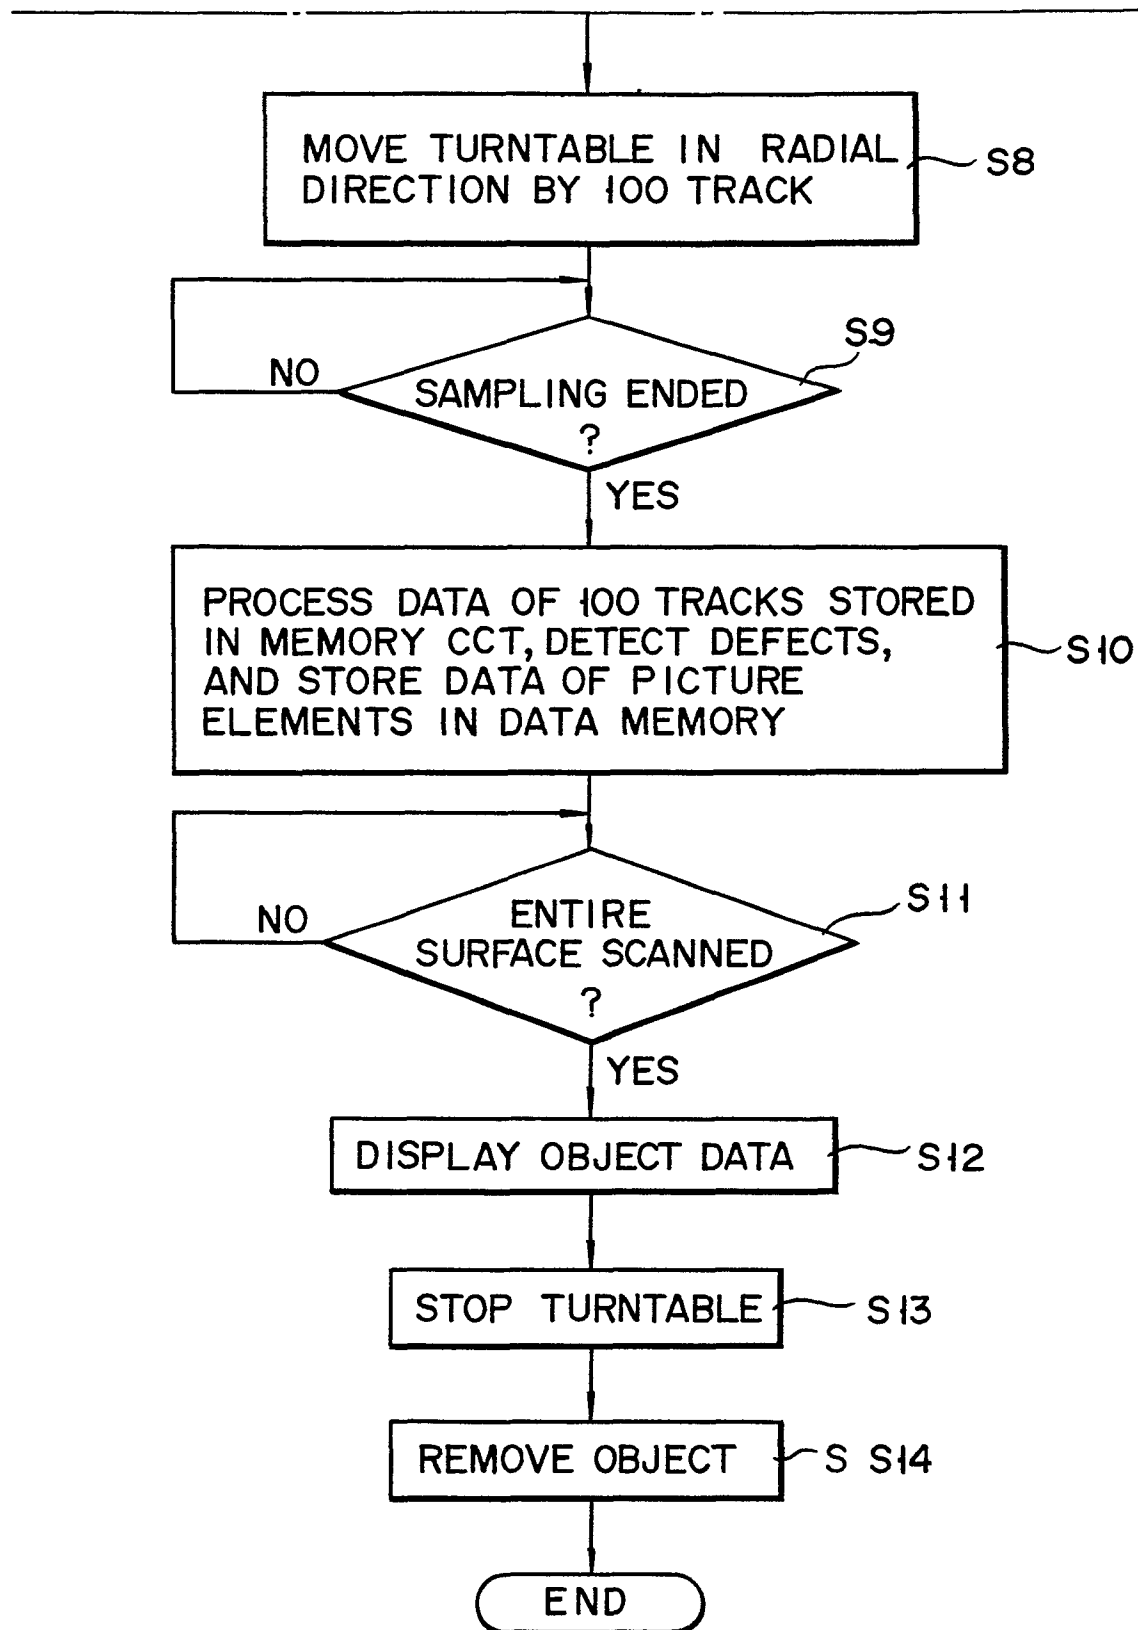 MOVE TURNTABLE IN RADIAL
DIRECTION BY 100 TRACK
S8
S9
NO
SAMPLING ENDED
?
YES
PROCESS DATA OF 100 TRACKS STORED
IN MEMORY CCT, DETECT DEFECTS,
AND STORE DATA OF PICTURE
ELEMENTS IN DATA MEMORY
S10
S11
NO
ENTIRE
SURFACE SCANNED
?
YES
DISPLAY OBJECT DATA
S12
STOP TURNTABLE
S13
REMOVE OBJECT
S S14
END